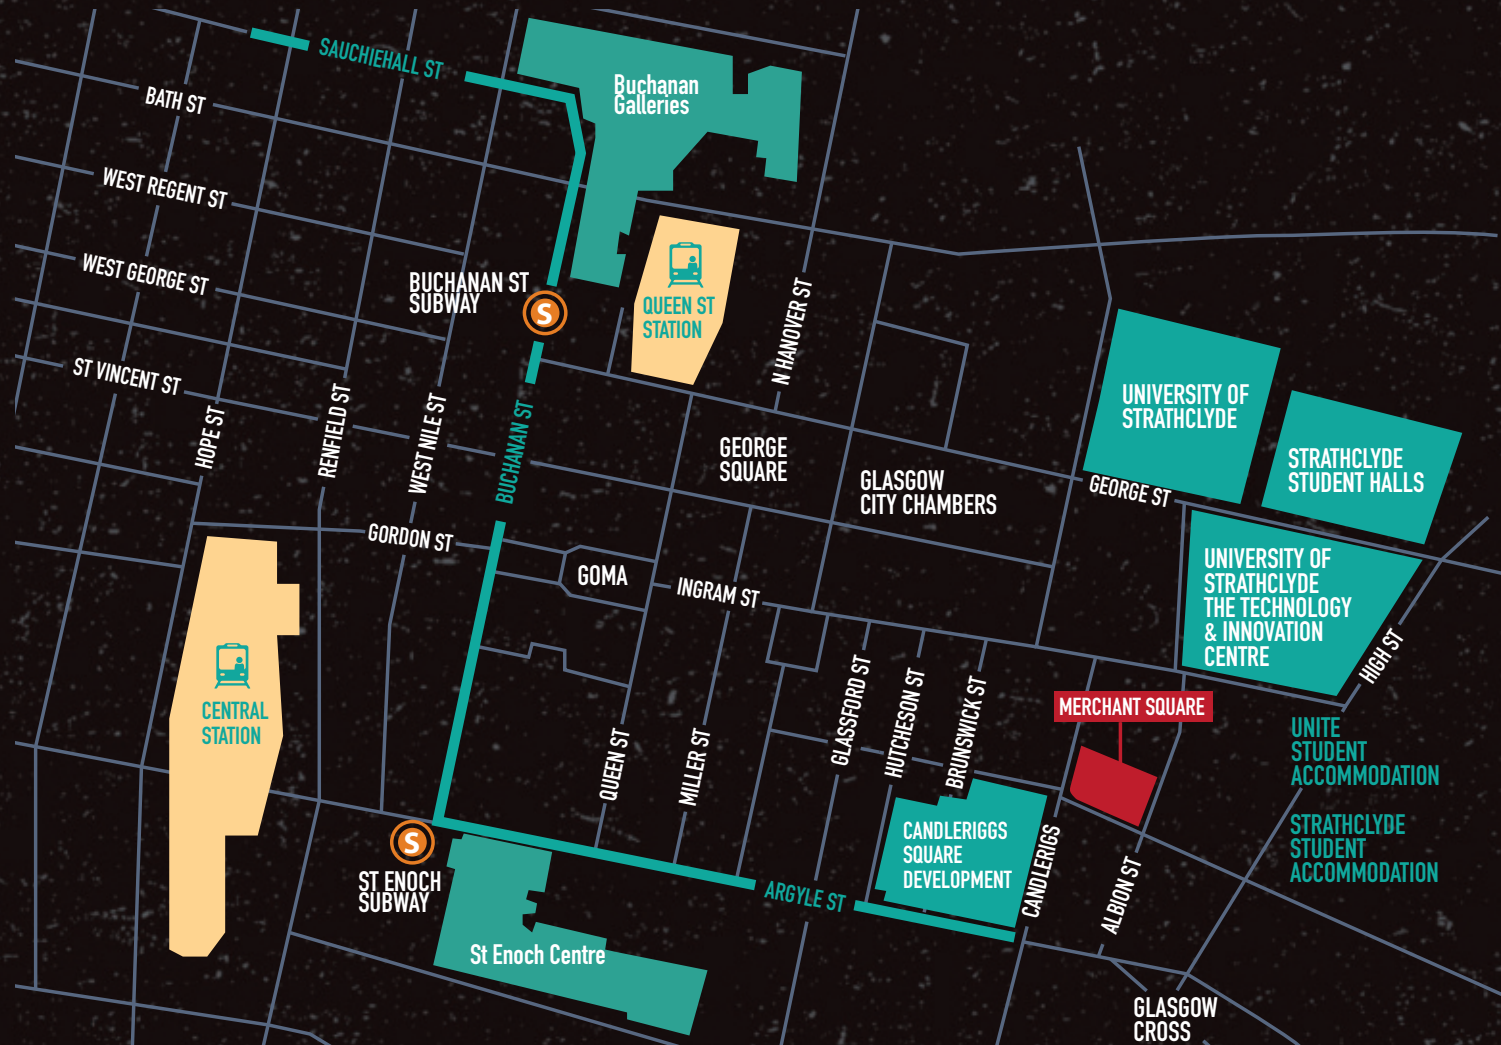 SAUCHIEHALL ST
Buchanan
Galleries
BATH ST
WEST REGENT ST
WEST GEORGE ST
BUCHANAN ST
SUBWAY
S
QUEEN ST
STATION
N HANOVER ST
ST VINCENT ST
HOPE ST
RENFIELD ST
WEST NILE ST
BUCHANAN ST
GEORGE
SQUARE
GLASGOW
CITY CHAMBERS
UNIVERSITY OF
STRATHCLYDE
STRATHCLYDE
STUDENT HALLS
GEORGE ST
GORDON ST
GOMA
INGRAM ST
UNIVERSITY OF
STRATHCLYDE
THE TECHNOLOGY
& INNOVATION
CENTRE
HIGH ST
CENTRAL
STATION
QUEEN ST
MILLER ST
GLASSFORD ST
HUTCHESON ST
BRUNSWICK ST
MERCHANT SQUARE
UNITE
STUDENT
ACCOMMODATION
STRATHCLYDE
STUDENT
ACCOMMODATION
S
ST ENOCH
SUBWAY
CANDLERIGGS
SQUARE
DEVELOPMENT
CANDLERIGS
ALBION ST
ARGYLE ST
St Enoch Centre
GLASGOW
CROSS